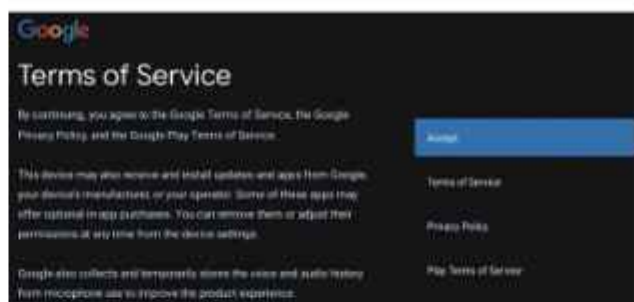 Google
Terms of Service
By continuing, you agree to the Google Terms of Service, the Google
Privacy Policy, and the Google Play Terms of Service.
This device may also receive and install updates and apps from Google,
your device's manufacturer, or your operator. Some of these apps may
offer optional in-app purchases. You can remove them or adjust their
permissions at any time from the device settings.
Google also collects and temporarily stores the voice and audio history
from microphone use to improve the product experience.
Accept
Terms of Service
Privacy Policy
Play Terms of Service